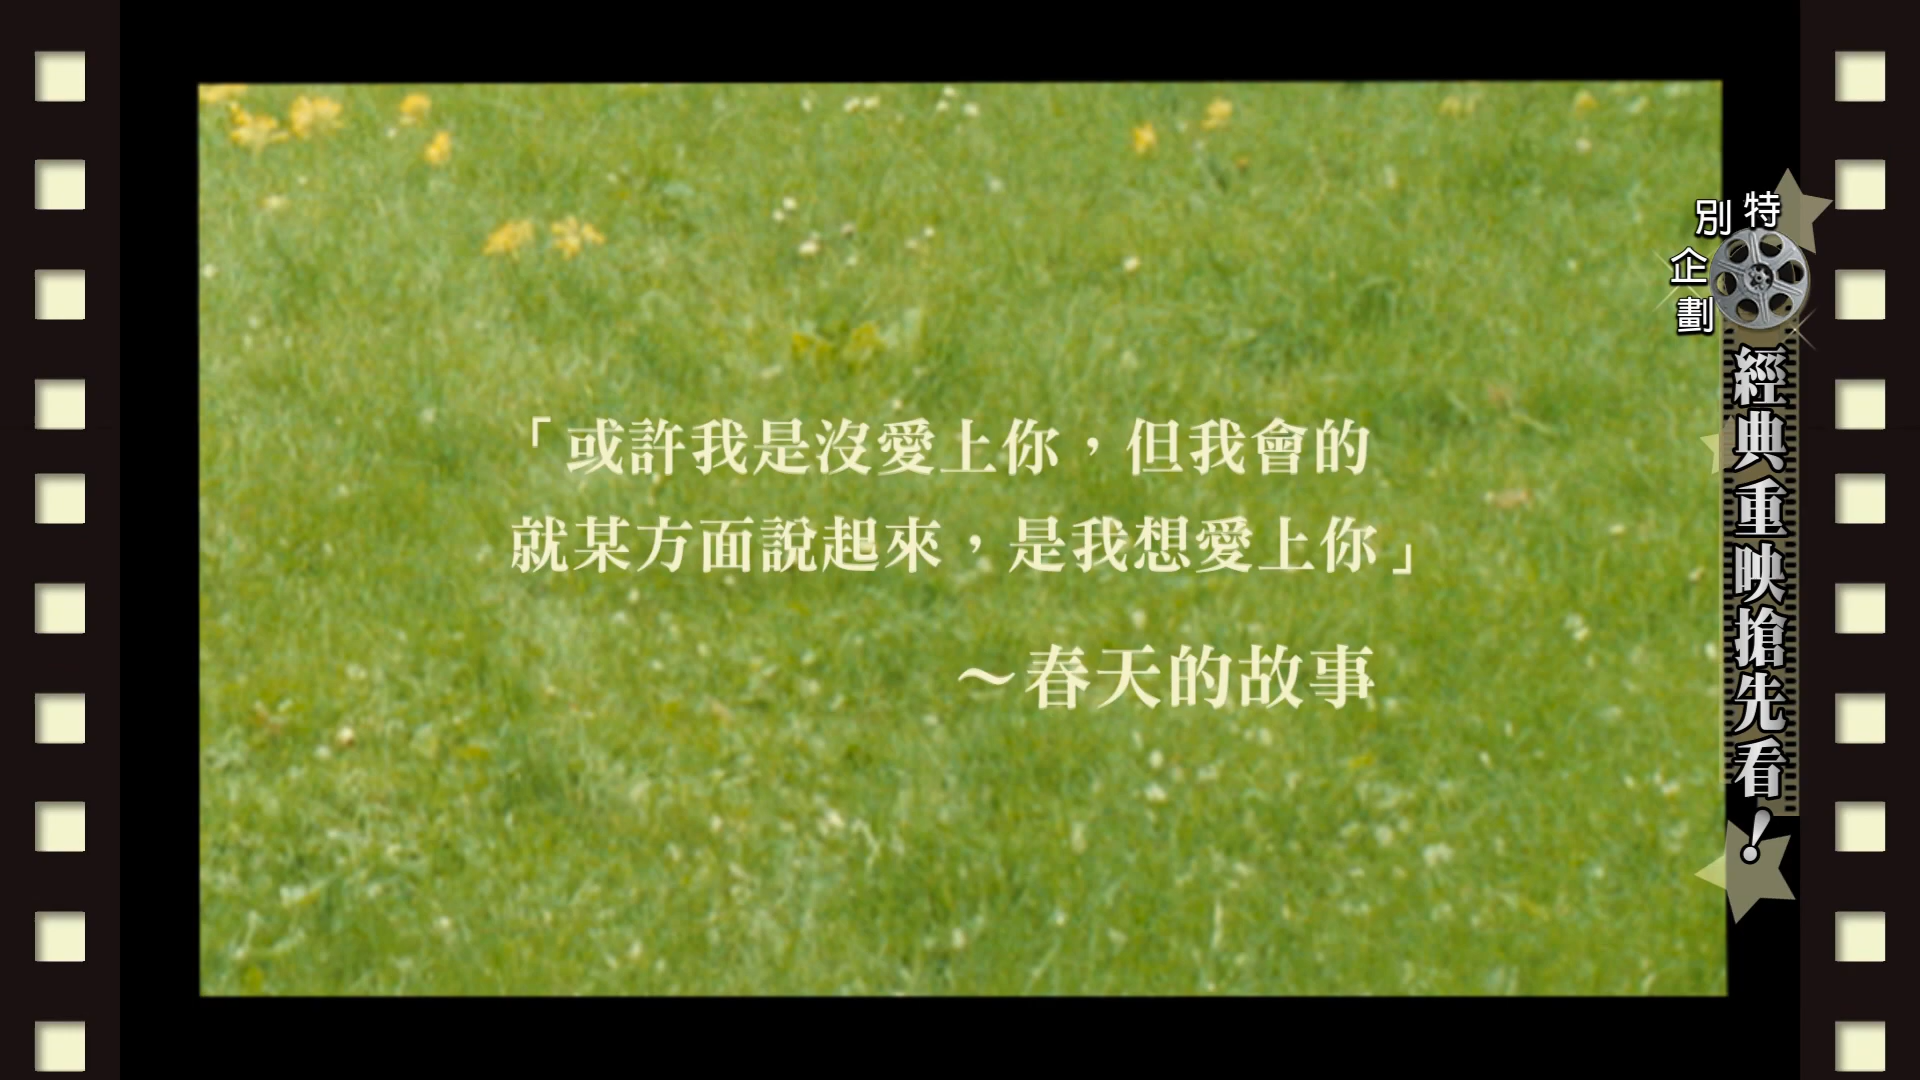 「或許我是沒愛上你，但我會的
就某方面說起來，是我想愛上你」
～春天的故事
特別企劃
經典重映搶先看！